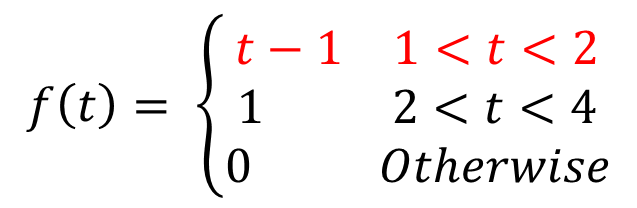 t − 1 1 < t < 2
f(t) = { 1 2 < t < 4
0 Otherwise